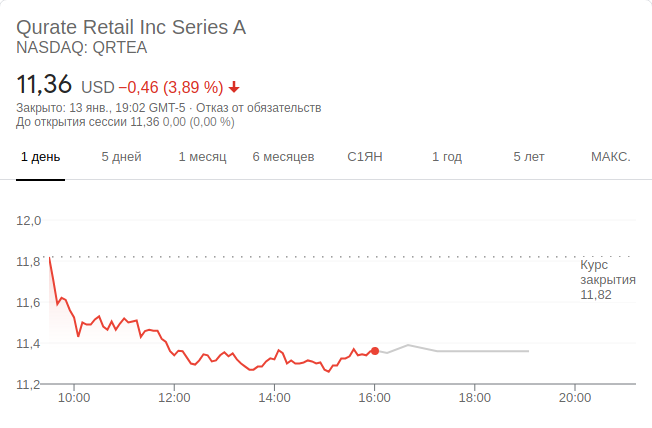 Qurate Retail Inc Series A
NASDAQ: QRTEA
11,36 USD −0,46 (3,89 %)
Закрыто: 13 янв., 19:02 GMT-5 · Отказ от обязательств
До открытия сессии 11,36 0,00 (0,00 %)
1 день 5 дней 1 месяц 6 месяцев С1ЯН 1 год 5 лет МАКС.
12,0
11,8
Курс
закрытия
11,82
11,6
11,4
11,2
10:00 12:00 14:00 16:00 18:00 20:00